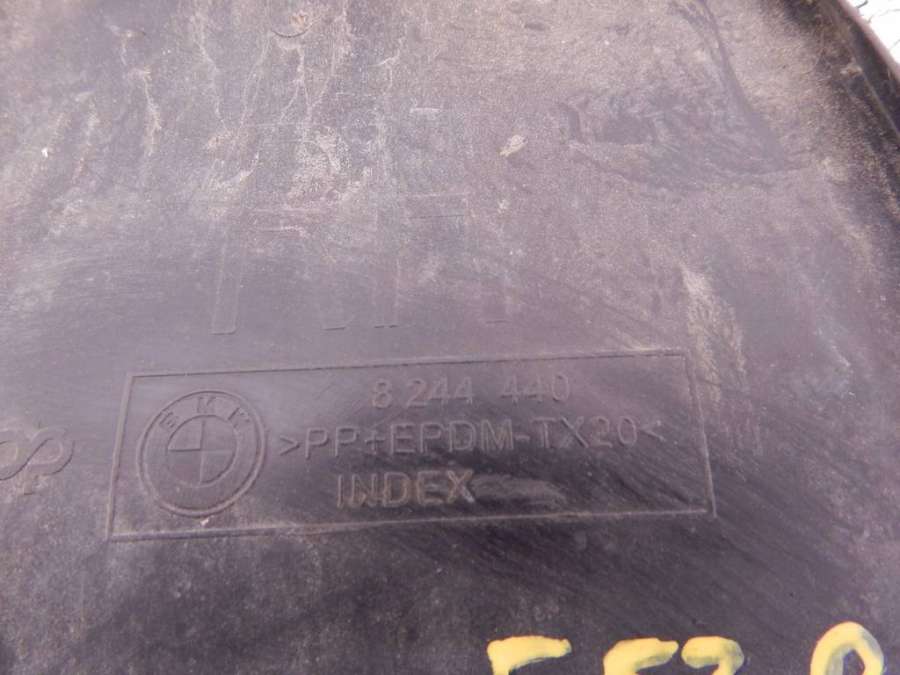 BMW
8 244 440
>PP+EPDM-TX20<
INDEX